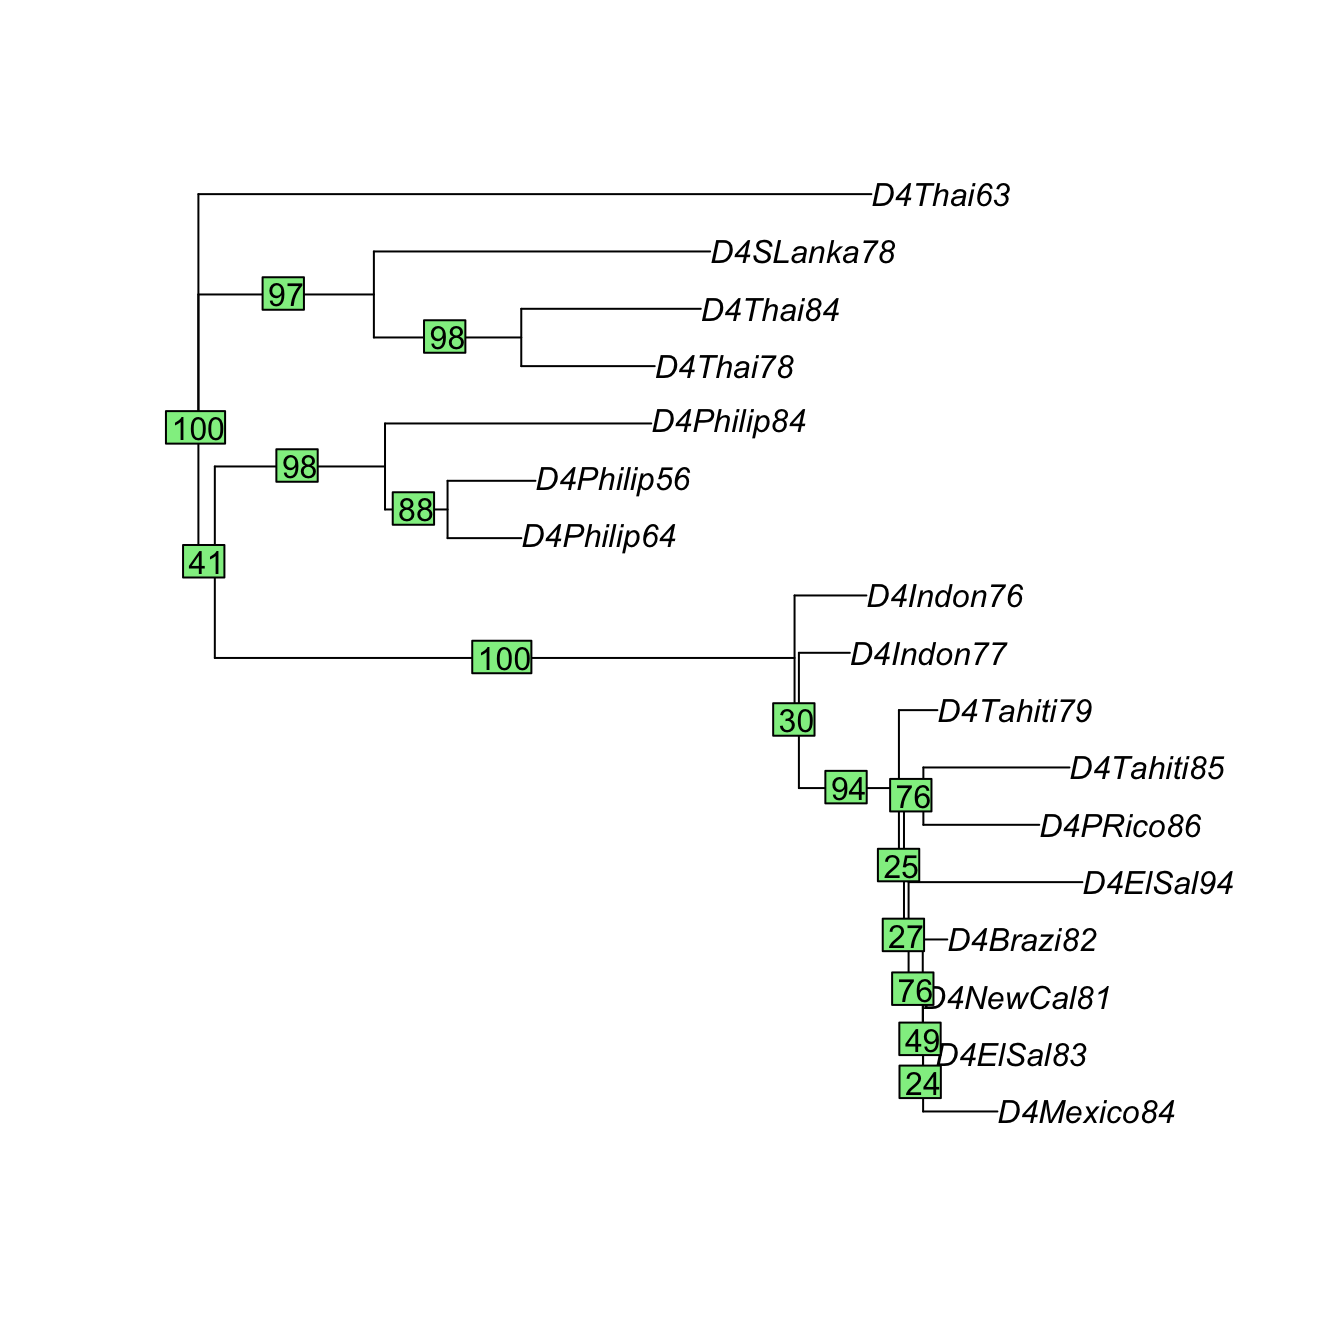 D4Thai63
D4SLanka78
97
D4Thai84
98
D4Thai78
D4Philip84
100
98
D4Philip56
88
D4Philip64
41
D4Indon76
D4Indon77
100
D4Tahiti79
30
D4Tahiti85
94
76
D4PRico86
25
D4ElSal94
27
D4Brazi82
76
D4NewCal81
49
D4ElSal83
24
D4Mexico84